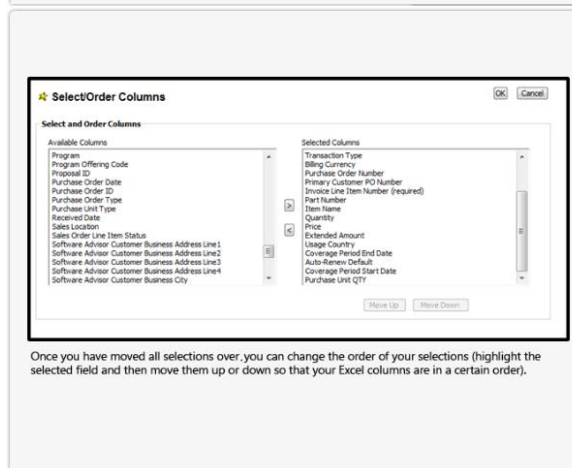 Select/Order Columns
OK Cancel
Select and Order Columns
Available Columns
Program
Program Offering Code
Proposal ID
Purchase Order Date
Purchase Order ID
Purchase Order Type
Purchase Unit Type
Received Date
Sales Location
Sales Order Line Item Status
Software Advisor Customer Business Address Line1
Software Advisor Customer Business Address Line2
Software Advisor Customer Business Address Line3
Software Advisor Customer Business Address Line4
Software Advisor Customer Business City
>
<
Selected Columns
Transaction Type
Billing Currency
Purchase Order Number
Primary Customer PO Number
Invoice Line Item Number (required)
Part Number
Item Name
Quantity
Price
Extended Amount
Usage Country
Coverage Period End Date
Auto-Renew Default
Coverage Period Start Date
Purchase Unit QTY
Move Up Move Down
Once you have moved all selections over,you can change the order of your selections (highlight the
selected field and then move them up or down so that your Excel columns are in a certain order).